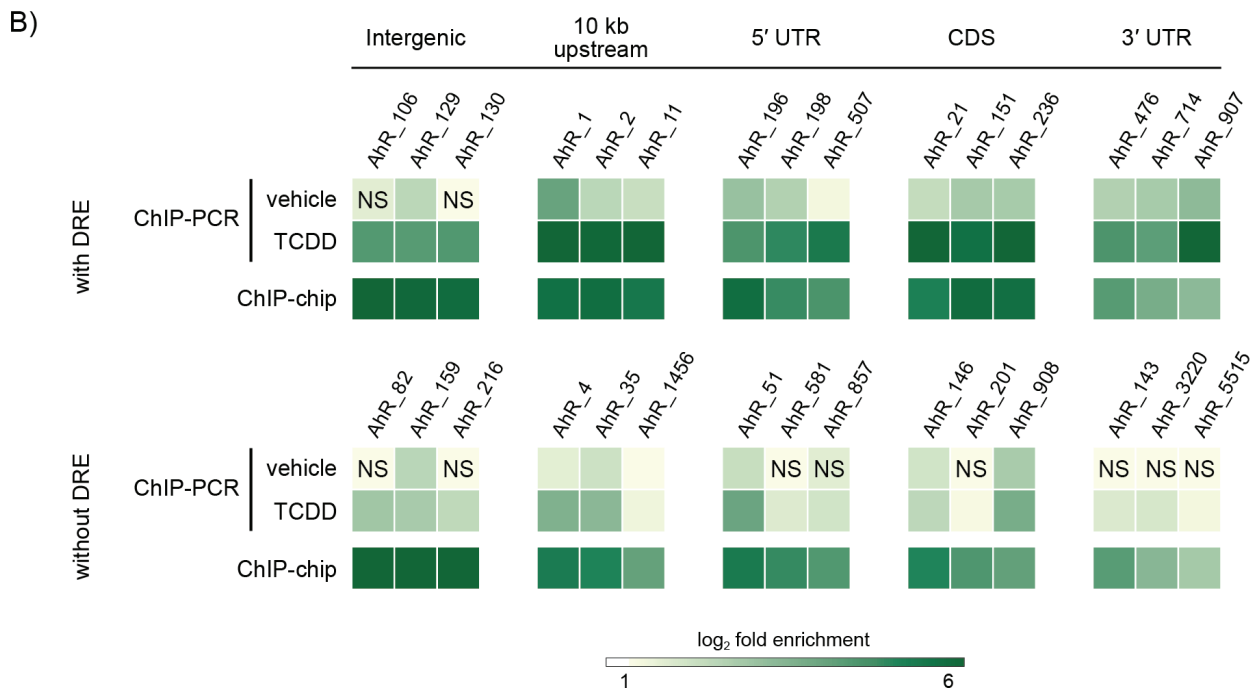 B)
Intergenic 10 kb upstream 5′ UTR CDS 3′ UTR
AhR_106 AhR_129 AhR_130 AhR_1 AhR_2 AhR_11 AhR_196 AhR_198 AhR_507 AhR_21 AhR_151 AhR_236 AhR_476 AhR_714 AhR_907
with DRE
ChIP-PCR
vehicle NS NS
TCDD
ChIP-chip
AhR_82 AhR_159 AhR_216 AhR_4 AhR_35 AhR_1456 AhR_51 AhR_581 AhR_857 AhR_146 AhR_201 AhR_908 AhR_143 AhR_3220 AhR_5515
without DRE
ChIP-PCR
vehicle NS NS NS NS NS NS NS NS
TCDD
ChIP-chip
log₂ fold enrichment
1 6